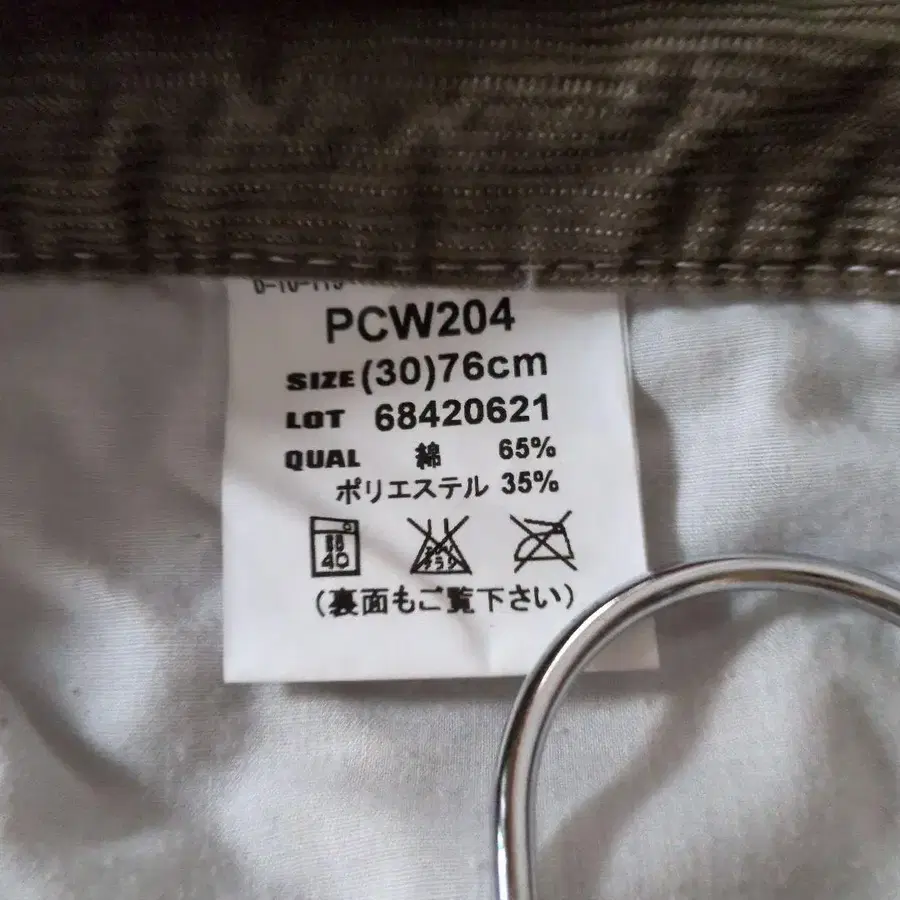 PCW204
SIZE (30)76cm
LOT 68420621
QUAL 綿 65%
ポリエステル 35%
40
(裏面もご覧下さい)